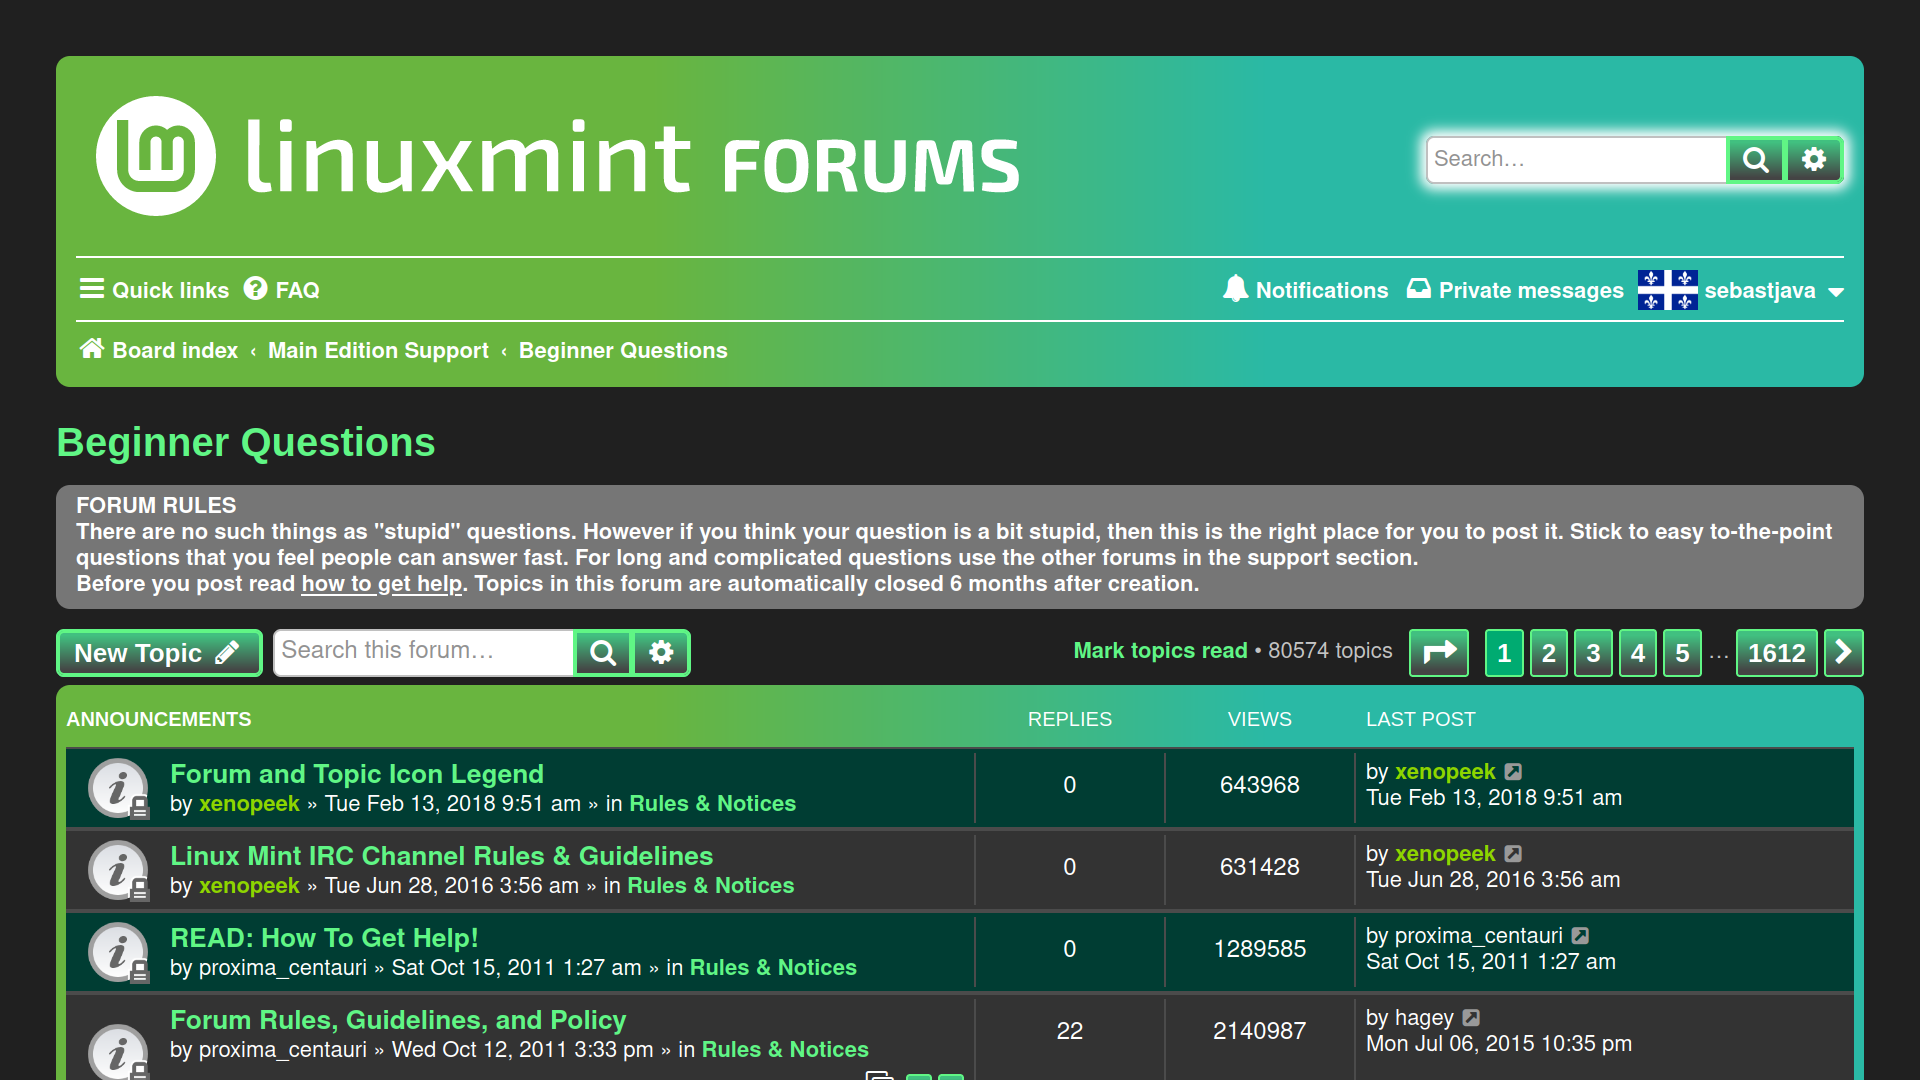 linuxmint FORUMS
Search…
Quick links FAQ
Notifications Private messages sebastjava
Board index ‹ Main Edition Support ‹ Beginner Questions
Beginner Questions
FORUM RULES
There are no such things as "stupid" questions. However if you think your question is a bit stupid, then this is the right place for you to post it. Stick to easy to-the-point
questions that you feel people can answer fast. For long and complicated questions use the other forums in the support section.
Before you post read how to get help. Topics in this forum are automatically closed 6 months after creation.
New Topic Search this forum… Mark topics read • 80574 topics 1 2 3 4 5 … 1612
ANNOUNCEMENTS REPLIES VIEWS LAST POST
Forum and Topic Icon Legend
by xenopeek » Tue Feb 13, 2018 9:51 am » in Rules & Notices
0
643968
by xenopeek
Tue Feb 13, 2018 9:51 am
Linux Mint IRC Channel Rules & Guidelines
by xenopeek » Tue Jun 28, 2016 3:56 am » in Rules & Notices
0
631428
by xenopeek
Tue Jun 28, 2016 3:56 am
READ: How To Get Help!
by proxima_centauri » Sat Oct 15, 2011 1:27 am » in Rules & Notices
0
1289585
by proxima_centauri
Sat Oct 15, 2011 1:27 am
Forum Rules, Guidelines, and Policy
by proxima_centauri » Wed Oct 12, 2011 3:33 pm » in Rules & Notices
22
2140987
by hagey
Mon Jul 06, 2015 10:35 pm